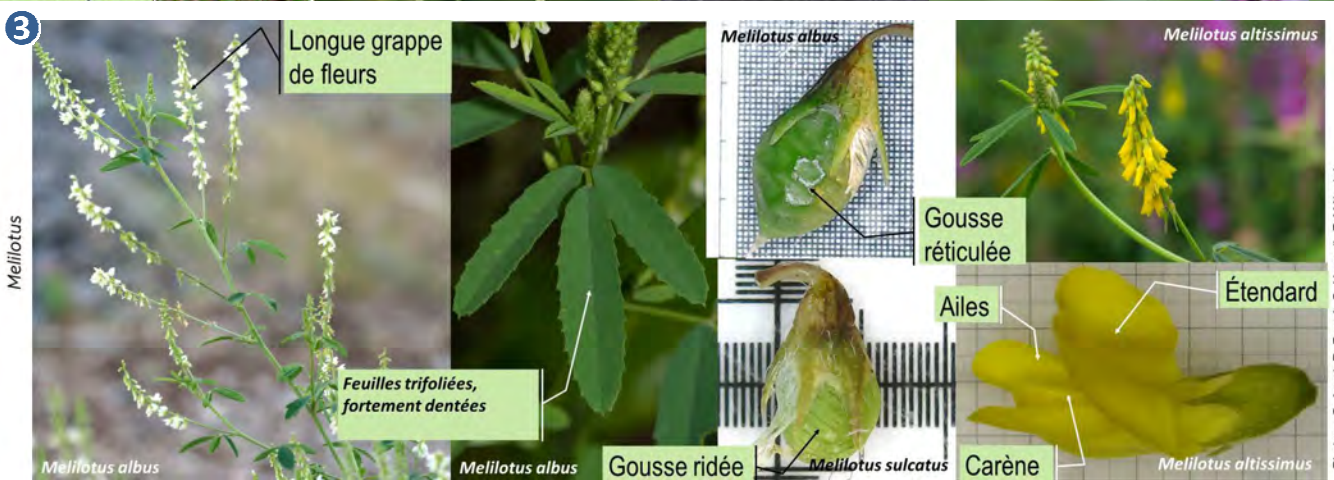 3
Melilotus
Longue grappe
de fleurs
Melilotus albus
Feuilles trifoliées,
fortement dentées
Melilotus albus
Melilotus albus
Gousse
réticulée
Gousse ridée
Melilotus sulcatus
Melilotus altissimus
Étendard
Ailes
Carène
Melilotus altissimus